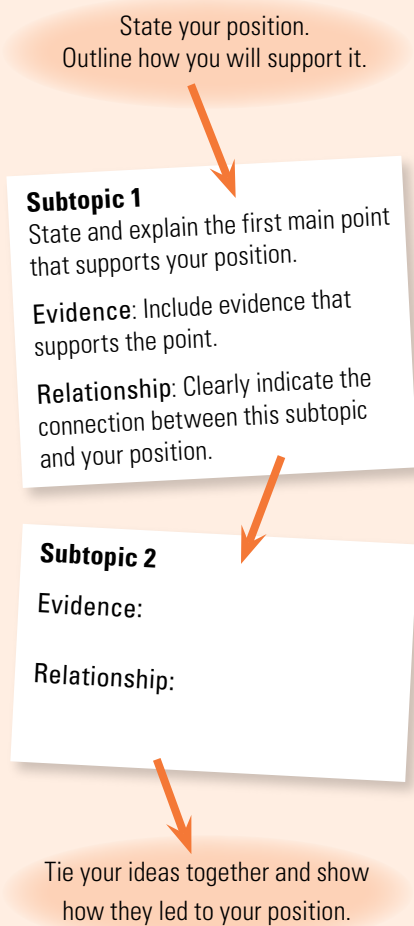 State your position.
Outline how you will support it.
Subtopic 1
State and explain the first main point
that supports your position.
Evidence: Include evidence that
supports the point.
Relationship: Clearly indicate the
connection between this subtopic
and your position.
Subtopic 2
Evidence:
Relationship:
Tie your ideas together and show
how they led to your position.